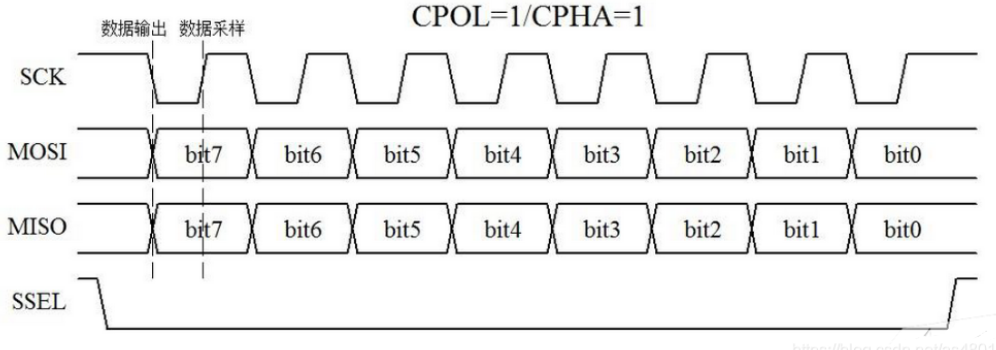 CPOL=1/CPHA=1
数据输出 数据采样
SCK
MOSI bit7 bit6 bit5 bit4 bit3 bit2 bit1 bit0
MISO bit7 bit6 bit5 bit4 bit3 bit2 bit1 bit0
SSEL